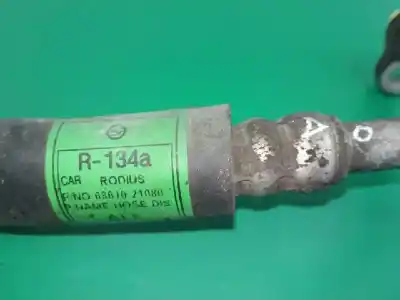 R-134a
CAR RODIUS
P/NO 68610-21080
P.NAME HOSE DIS
A O